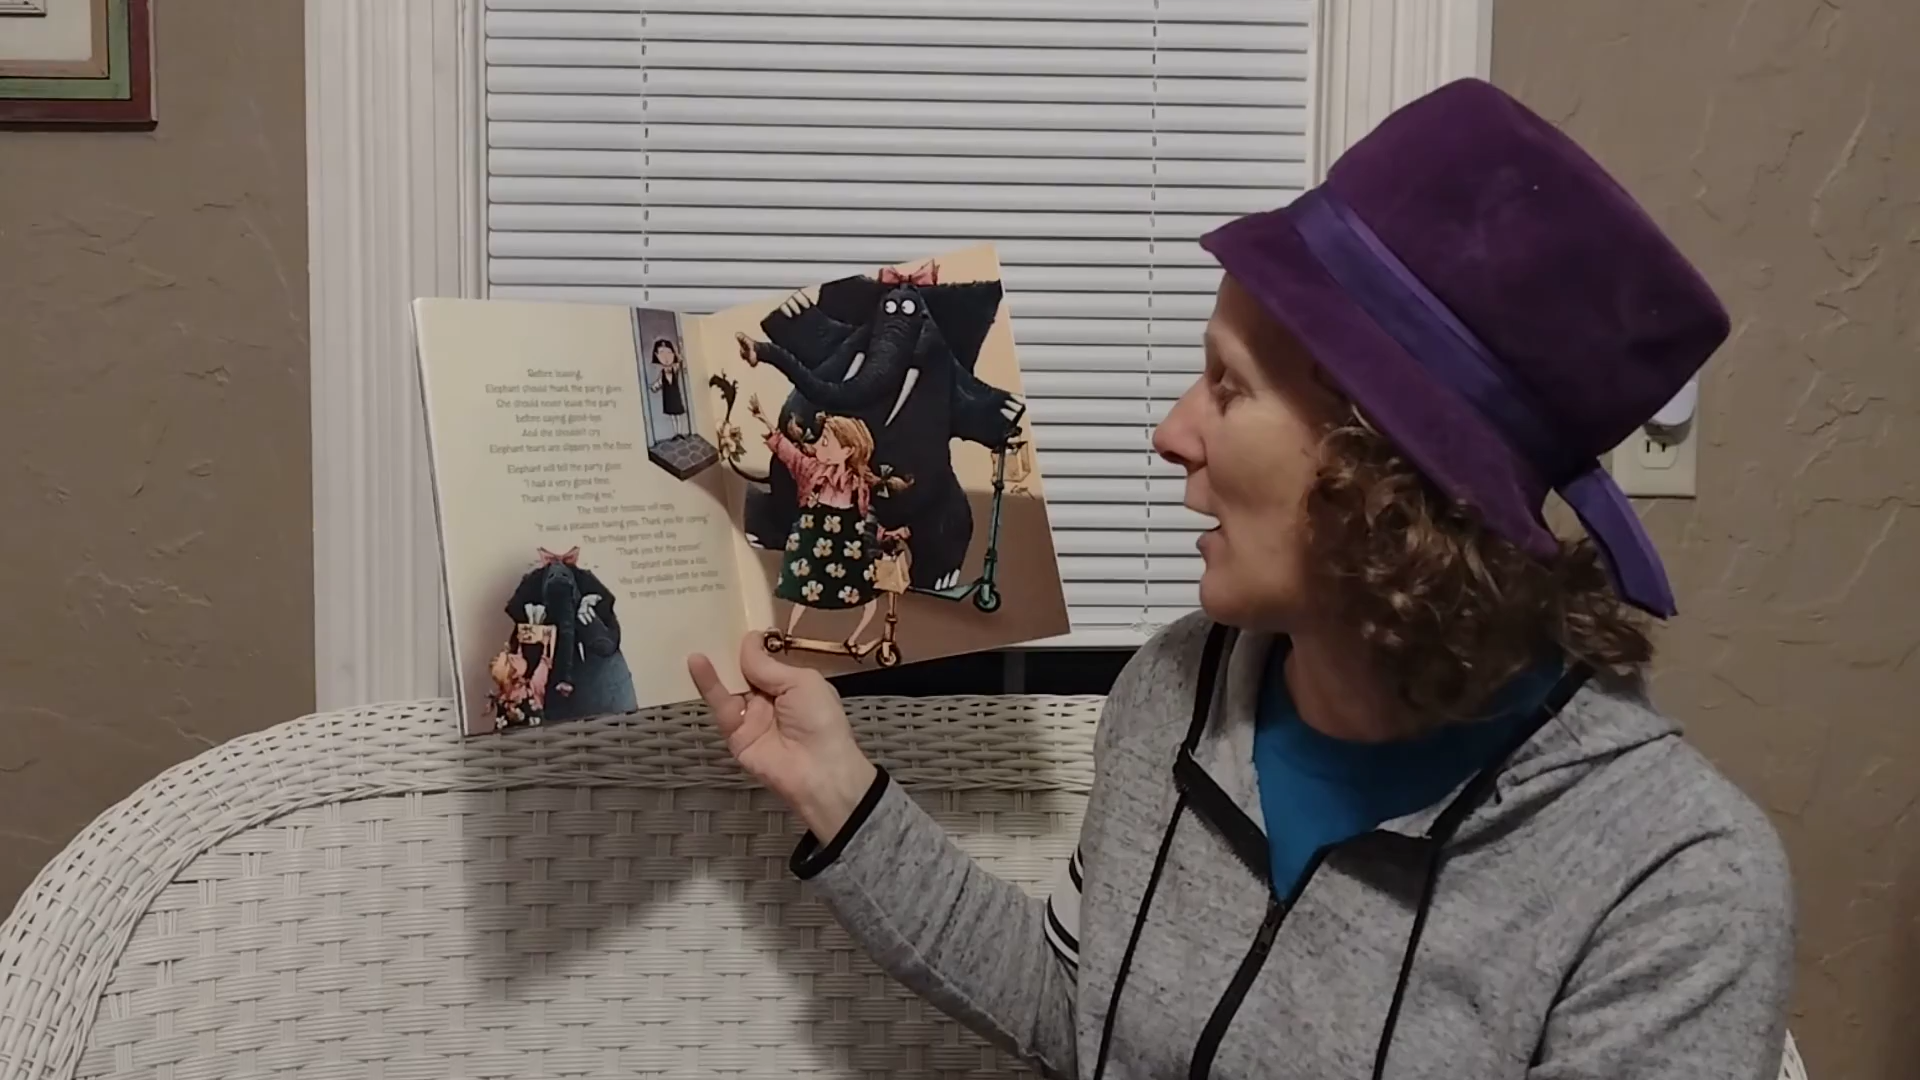 Before leaving,
Elephant should thank the party giver.
She should never leave the party
before saying good-bye.
And she shouldn't cry.
Elephant tears are slippery on the floor.
Elephant will tell the party giver,
"I had a very good time.
Thank you for inviting me."
The host or hostess will reply,
"It was a pleasure having you. Thank you for coming."
The birthday person will say,
"Thank you for the present."
Elephant will blow a kiss.
You will probably both be invited
to many more parties after this.